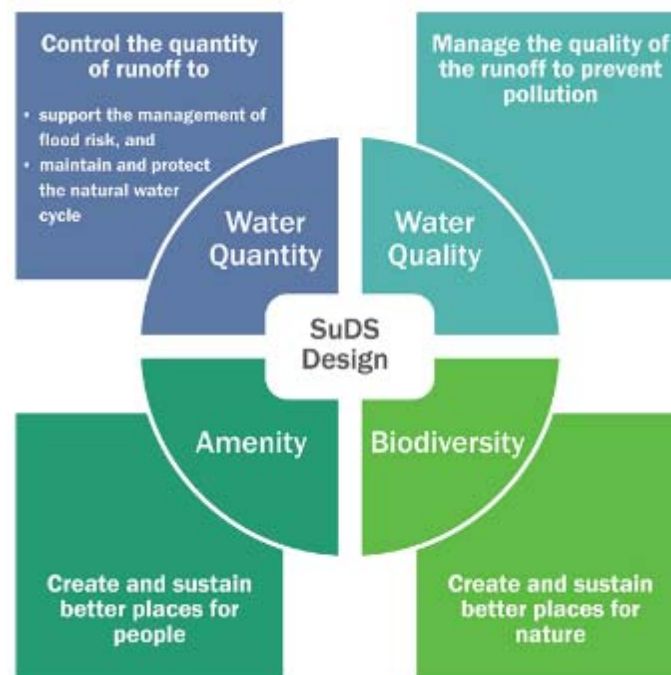 Control the quantity
of runoff to
• support the management of
flood risk, and
• maintain and protect
the natural water
cycle
Manage the quality of
the runoff to prevent
pollution
Water
Quantity
Water
Quality
SuDS
Design
Amenity
Biodiversity
Create and sustain
better places for
people
Create and sustain
better places for
nature